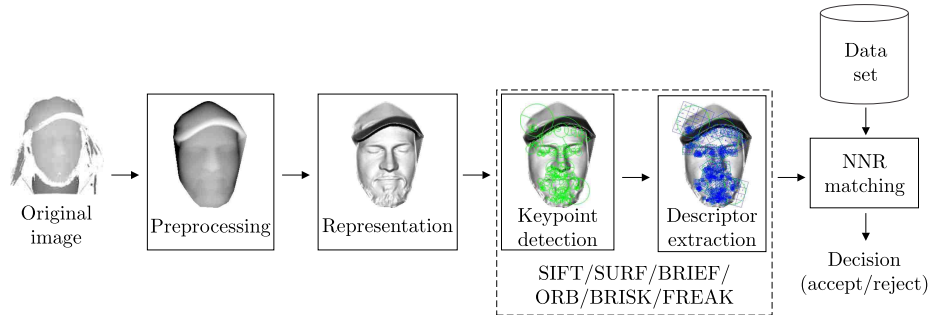 Original
image
Preprocessing
Representation
Keypoint
detection
Descriptor
extraction
SIFT/SURF/BRIEF/
ORB/BRISK/FREAK
Data
set
NNR
matching
Decision
(accept/reject)